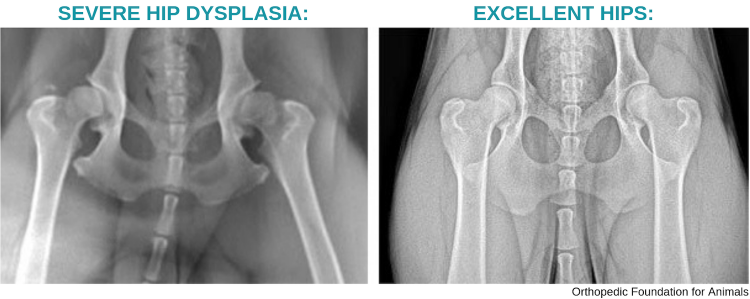 SEVERE HIP DYSPLASIA:
EXCELLENT HIPS:
Orthopedic Foundation for Animals